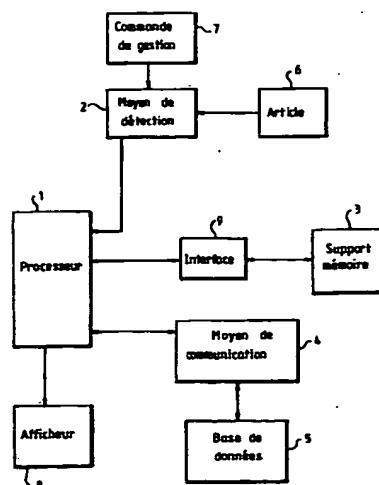 Commande
de gestion
7
6
2
Moyen de
détection
Article
1
9
3
Processeur
Interface
Support
mémoire
Moyen de
communication
4
Afficheur
Base de
données
5